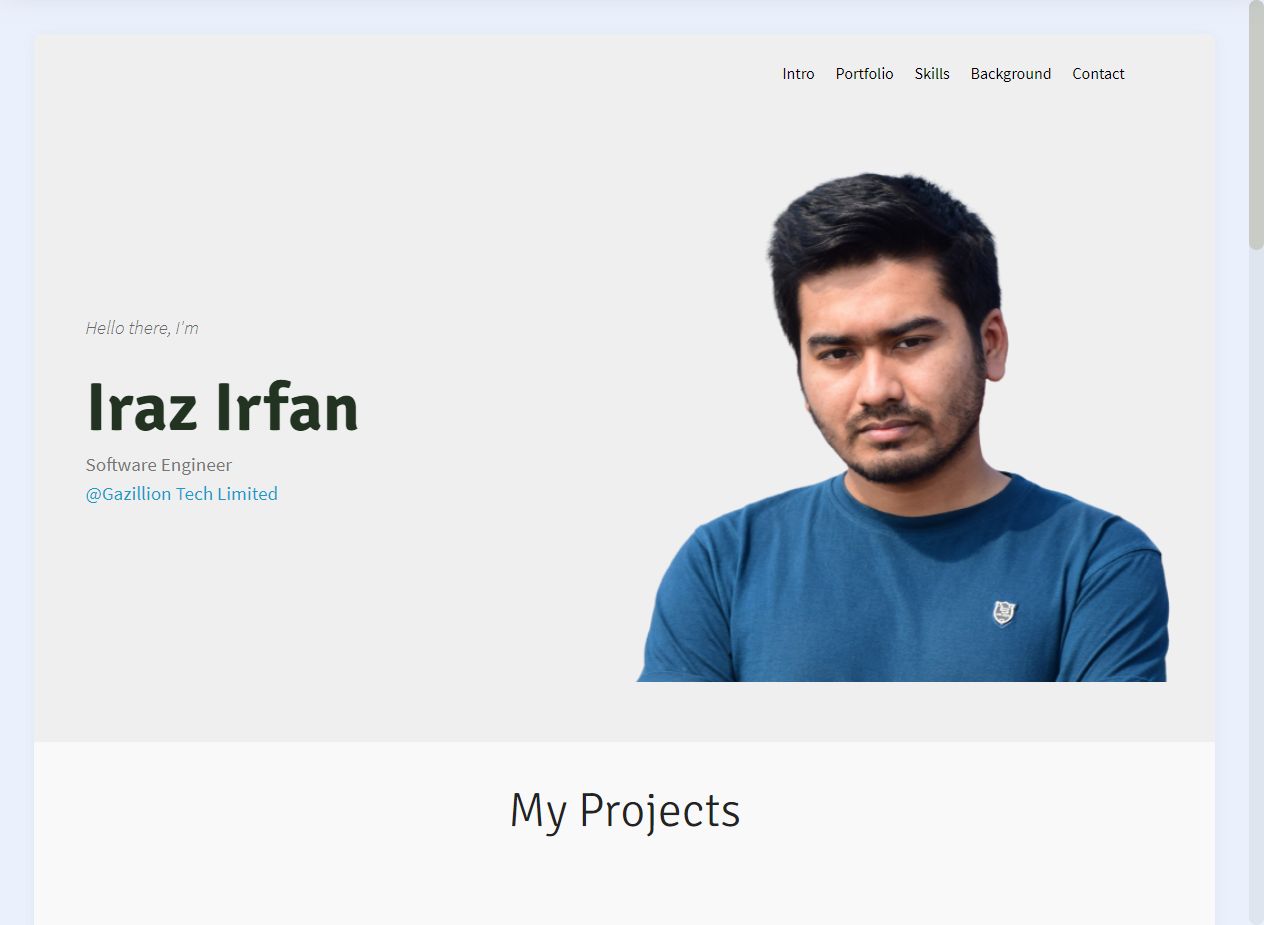 Intro Portfolio Skills Background Contact
Hello there, I'm
Iraz Irfan
Software Engineer
@Gazillion Tech Limited
My Projects